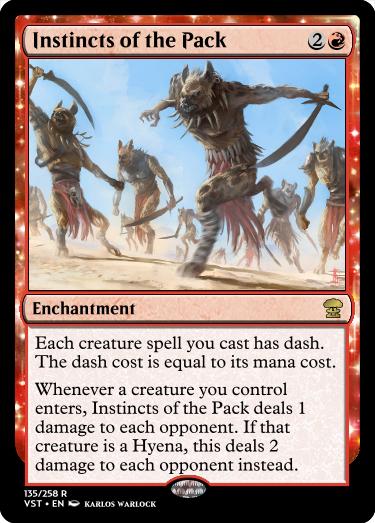 Instincts of the Pack 2
Enchantment
Each creature spell you cast has dash.
The dash cost is equal to its mana cost.
Whenever a creature you control
enters, Instincts of the Pack deals 1
damage to each opponent. If that
creature is a Hyena, this deals 2
damage to each opponent instead.
135/258 R
VST • EN KARLOS WARLOCK